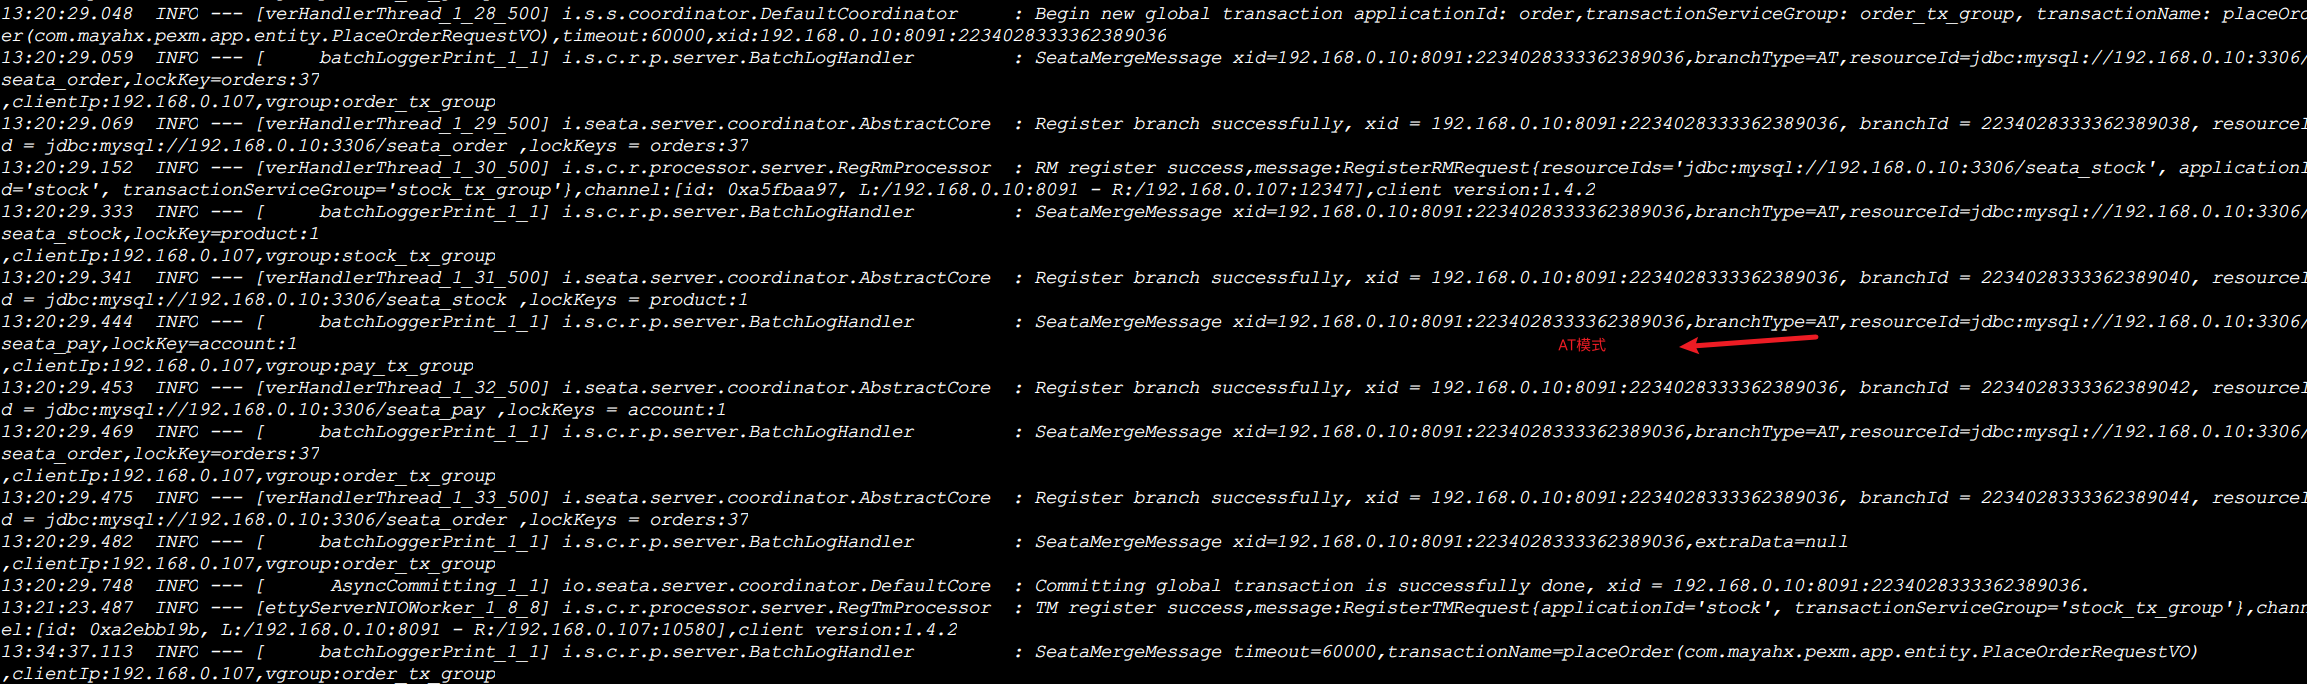 13:20:29.048  INFO --- [verHandlerThread_1_28_500] i.s.s.coordinator.DefaultCoordinator     : Begin new global transaction applicationId: order,transactionServiceGroup: order_tx_group, transactionName: placeOrd
er(com.mayahx.pexm.app.entity.PlaceOrderRequestVO),timeout:60000,xid:192.168.0.10:8091:2234028333362389036
13:20:29.059  INFO --- [     batchLoggerPrint_1_1] i.s.c.r.p.server.BatchLogHandler         : SeataMergeMessage xid=192.168.0.10:8091:2234028333362389036,branchType=AT,resourceId=jdbc:mysql://192.168.0.10:3306/
seata_order,lockKey=orders:37
,clientIp:192.168.0.107,vgroup:order_tx_group
13:20:29.069  INFO --- [verHandlerThread_1_29_500] i.seata.server.coordinator.AbstractCore  : Register branch successfully, xid = 192.168.0.10:8091:2234028333362389036, branchId = 2234028333362389038, resourceI
d = jdbc:mysql://192.168.0.10:3306/seata_order ,lockKeys = orders:37
13:20:29.152  INFO --- [verHandlerThread_1_30_500] i.s.c.r.processor.server.RegRmProcessor  : RM register success,message:RegisterRMRequest{resourceIds='jdbc:mysql://192.168.0.10:3306/seata_stock', applicationI
d='stock', transactionServiceGroup='stock_tx_group'},channel:[id: 0xa5fbaa97, L:/192.168.0.10:8091 - R:/192.168.0.107:12347],client version:1.4.2
13:20:29.333  INFO --- [     batchLoggerPrint_1_1] i.s.c.r.p.server.BatchLogHandler         : SeataMergeMessage xid=192.168.0.10:8091:2234028333362389036,branchType=AT,resourceId=jdbc:mysql://192.168.0.10:3306/
seata_stock,lockKey=product:1
,clientIp:192.168.0.107,vgroup:stock_tx_group
13:20:29.341  INFO --- [verHandlerThread_1_31_500] i.seata.server.coordinator.AbstractCore  : Register branch successfully, xid = 192.168.0.10:8091:2234028333362389036, branchId = 2234028333362389040, resourceI
d = jdbc:mysql://192.168.0.10:3306/seata_stock ,lockKeys = product:1
13:20:29.444  INFO --- [     batchLoggerPrint_1_1] i.s.c.r.p.server.BatchLogHandler         : SeataMergeMessage xid=192.168.0.10:8091:2234028333362389036,branchType=AT,resourceId=jdbc:mysql://192.168.0.10:3306/
seata_pay,lockKey=account:1
AT模式
,clientIp:192.168.0.107,vgroup:pay_tx_group
13:20:29.453  INFO --- [verHandlerThread_1_32_500] i.seata.server.coordinator.AbstractCore  : Register branch successfully, xid = 192.168.0.10:8091:2234028333362389036, branchId = 2234028333362389042, resourceI
d = jdbc:mysql://192.168.0.10:3306/seata_pay ,lockKeys = account:1
13:20:29.469  INFO --- [     batchLoggerPrint_1_1] i.s.c.r.p.server.BatchLogHandler         : SeataMergeMessage xid=192.168.0.10:8091:2234028333362389036,branchType=AT,resourceId=jdbc:mysql://192.168.0.10:3306/
seata_order,lockKey=orders:37
,clientIp:192.168.0.107,vgroup:order_tx_group
13:20:29.475  INFO --- [verHandlerThread_1_33_500] i.seata.server.coordinator.AbstractCore  : Register branch successfully, xid = 192.168.0.10:8091:2234028333362389036, branchId = 2234028333362389044, resourceI
d = jdbc:mysql://192.168.0.10:3306/seata_order ,lockKeys = orders:37
13:20:29.482  INFO --- [     batchLoggerPrint_1_1] i.s.c.r.p.server.BatchLogHandler         : SeataMergeMessage xid=192.168.0.10:8091:2234028333362389036,extraData=null
,clientIp:192.168.0.107,vgroup:order_tx_group
13:20:29.748  INFO --- [      AsyncCommitting_1_1] io.seata.server.coordinator.DefaultCore  : Committing global transaction is successfully done, xid = 192.168.0.10:8091:2234028333362389036.
13:21:23.487  INFO --- [ettyServerNIOWorker_1_8_8] i.s.c.r.processor.server.RegTmProcessor  : TM register success,message:RegisterTMRequest{applicationId='stock', transactionServiceGroup='stock_tx_group'},chann
el:[id: 0xa2ebb19b, L:/192.168.0.10:8091 - R:/192.168.0.107:10580],client version:1.4.2
13:34:37.113  INFO --- [     batchLoggerPrint_1_1] i.s.c.r.p.server.BatchLogHandler         : SeataMergeMessage timeout=60000,transactionName=placeOrder(com.mayahx.pexm.app.entity.PlaceOrderRequestVO)
,clientIp:192.168.0.107,vgroup:order_tx_group